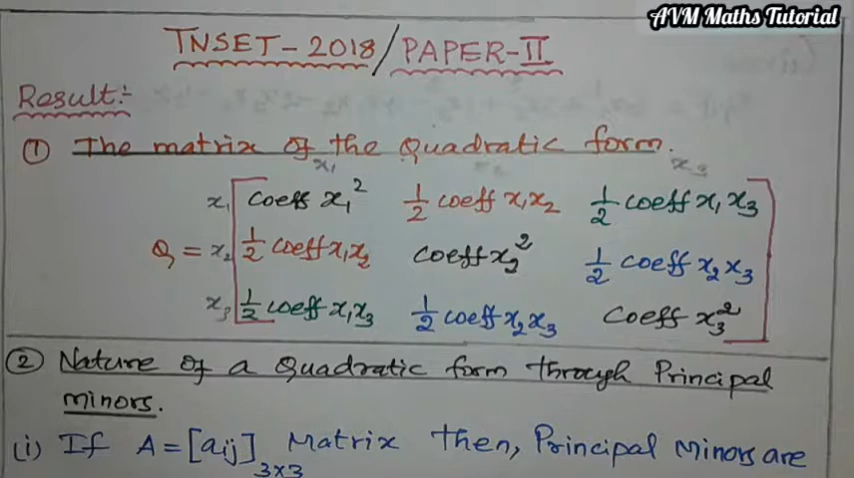 AVM Maths Tutorial
TNSET-2018/PAPER-II
Result:-
① The matrix of the Quadratic form.
x₁ x₃
x₁ coeff x₁² 1/2 coeff x₁x₂ 1/2 coeff x₁x₃
Q = x₂ 1/2 coeff x₁x₂ coeff x₂² 1/2 coeff x₂x₃
x₃ 1/2 coeff x₁x₃ 1/2 coeff x₂x₃ coeff x₃²
② Nature of a Quadratic form through Principal
minors.
(i) If A = [aij]₃ₓ₃ Matrix then, Principal Minors are